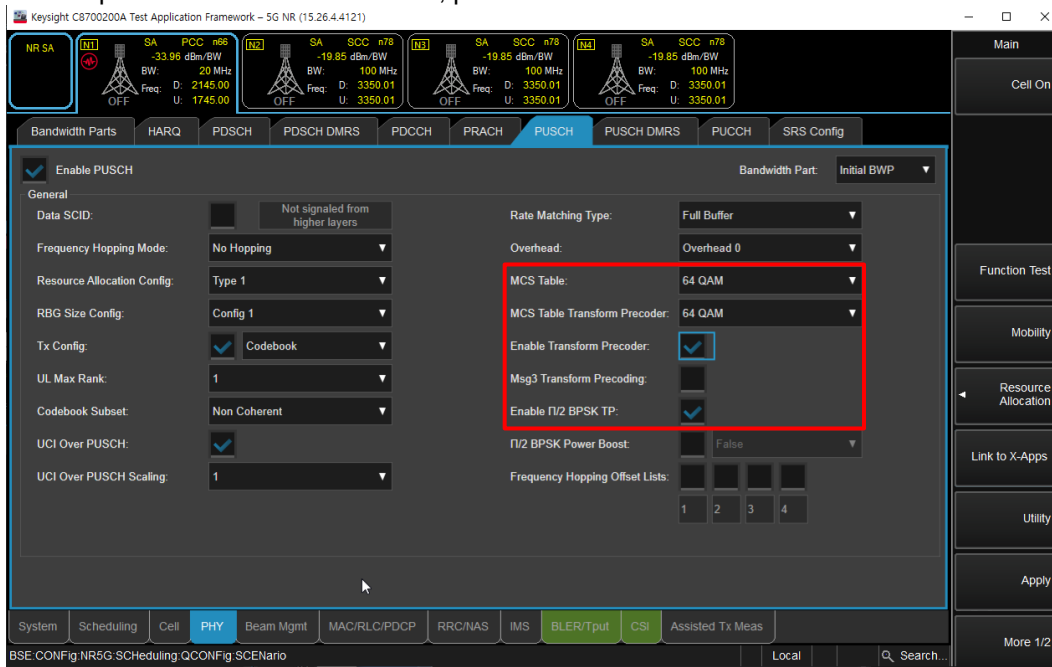 Keysight C8700200A Test Application Framework – 5G NR (15.26.4.4121)
NR SA
N1 SA PCC n66
-33.96 dBm/BW
BW: 20 MHz
Freq: D: 2145.00
U: 1745.00
OFF
N2 SA SCC n78
-19.85 dBm/BW
BW: 100 MHz
Freq: D: 3350.01
U: 3350.01
OFF
N3 SA SCC n78
-19.85 dBm/BW
BW: 100 MHz
Freq: D: 3350.01
U: 3350.01
OFF
N4 SA SCC n78
-19.85 dBm/BW
BW: 100 MHz
Freq: D: 3350.01
U: 3350.01
OFF
Main
Cell On
Bandwidth Parts HARQ PDSCH PDSCH DMRS PDCCH PRACH PUSCH PUSCH DMRS PUCCH SRS Config
Enable PUSCH Bandwidth Part: Initial BWP
General
Data SCID: Not signaled from higher layers
Frequency Hopping Mode: No Hopping
Resource Allocation Config: Type 1
RBG Size Config: Config 1
Tx Config: Codebook
UL Max Rank: 1
Codebook Subset: Non Coherent
UCI Over PUSCH:
UCI Over PUSCH Scaling: 1
Rate Matching Type: Full Buffer
Overhead: Overhead 0
MCS Table: 64 QAM
MCS Table Transform Precoder: 64 QAM
Enable Transform Precoder:
Msg3 Transform Precoding:
Enable Π/2 BPSK TP:
Π/2 BPSK Power Boost: False
Frequency Hopping Offset Lists:
1 2 3 4
Function Test
Mobility
Resource
Allocation
Link to X-Apps
Utility
Apply
More 1/2
System Scheduling Cell PHY Beam Mgmt MAC/RLC/PDCP RRC/NAS IMS BLER/Tput CSI Assisted Tx Meas
BSE:CONFig:NR5G:SCHeduling:QCONFig:SCENario Local Search...